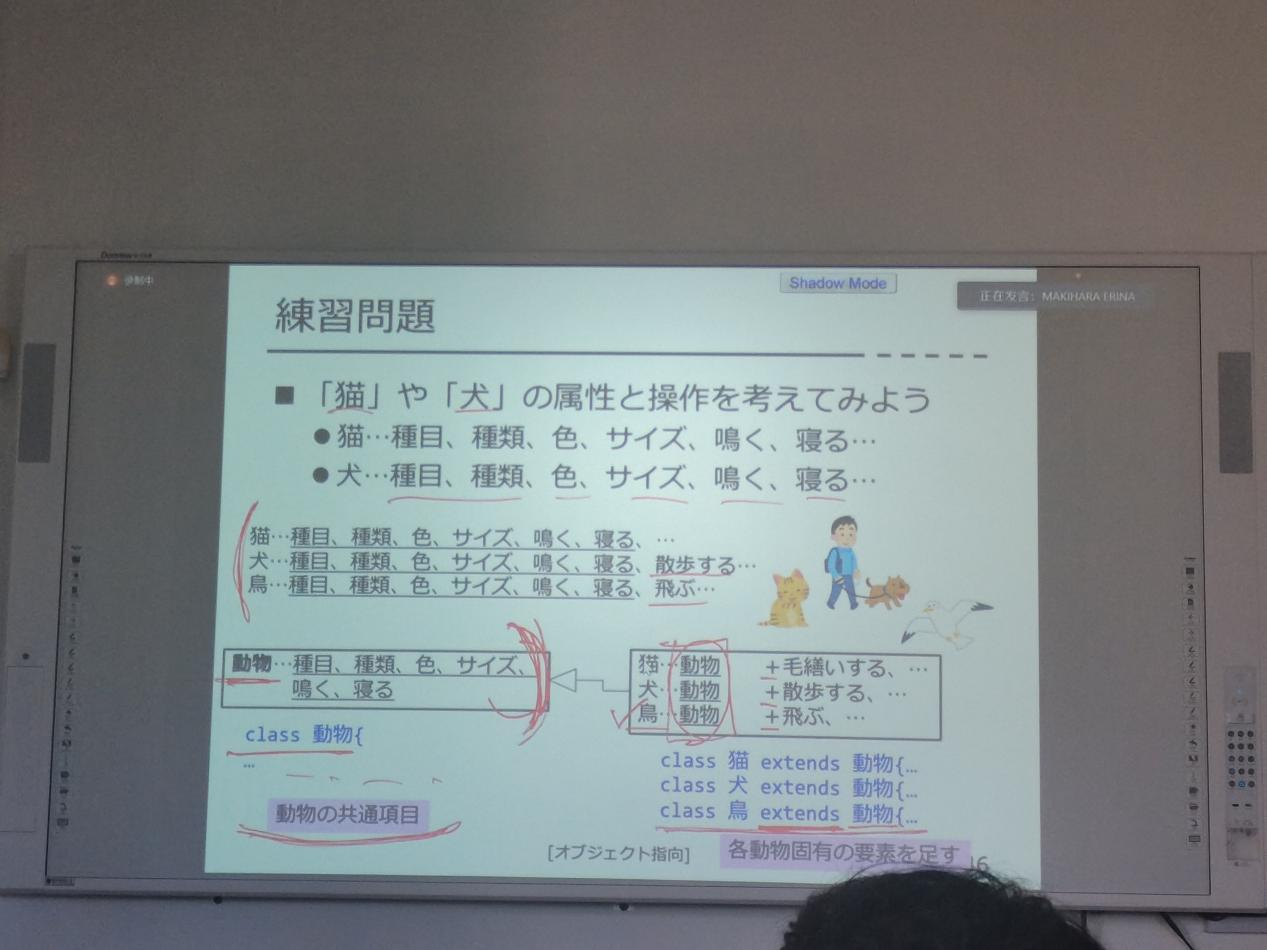 录制中
Shadow Mode
正在发言: MAKIHARA ERINA
練習問題
■ 「猫」や「犬」の属性と操作を考えてみよう
● 猫…種目、種類、色、サイズ、鳴く、寝る…
● 犬…種目、種類、色、サイズ、鳴く、寝る…
猫…種目、種類、色、サイズ、鳴く、寝る、…
犬…種目、種類、色、サイズ、鳴く、寝る、散歩する…
鳥…種目、種類、色、サイズ、鳴く、寝る、飛ぶ…
動物…種目、種類、色、サイズ、
鳴く、寝る
猫…動物 +毛繕いする、…
犬…動物 +散歩する、…
鳥…動物 +飛ぶ、…
class 動物{
…
動物の共通項目
class 猫 extends 動物{…
class 犬 extends 動物{…
class 鳥 extends 動物{…
各動物固有の要素を足す
[オブジェクト指向]